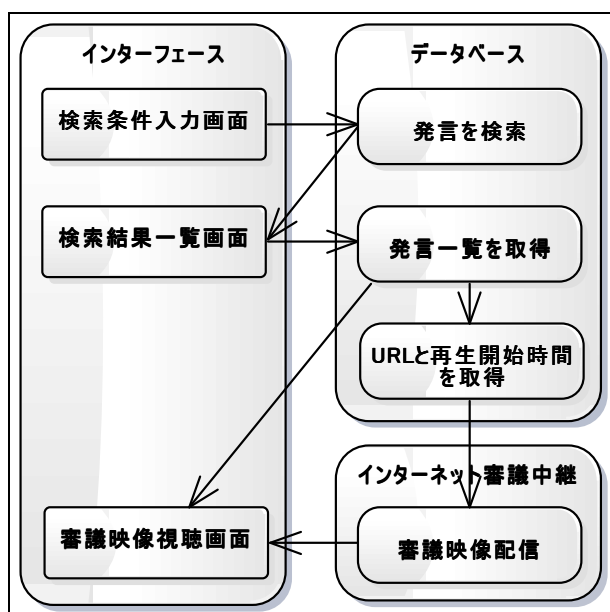 インターフェース
データベース
検索条件入力画面
発言を検索
検索結果一覧画面
発言一覧を取得
URLと再生開始時間
を取得
インターネット審議中継
審議映像視聴画面
審議映像配信